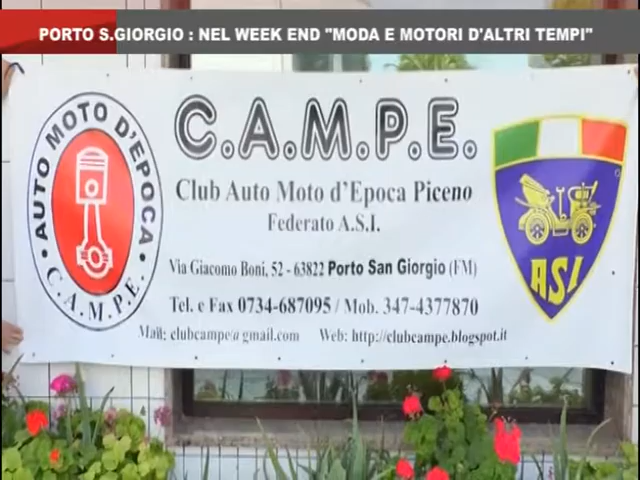 PORTO S.GIORGIO : NEL WEEK END "MODA E MOTORI D'ALTRI TEMPI"
AUTO MOTO D'EPOCA
C.A.M.P.E.
C.A.M.P.E.
Club Auto Moto d'Epoca Piceno
Federato A.S.I.
ASI
Via Giacomo Boni, 52 - 63822 Porto San Giorgio (FM)
Tel. e Fax 0734-687095 / Mob. 347-4377870
Mail: clubcampe@gmail.com Web: http://clubcampe.blogspot.it